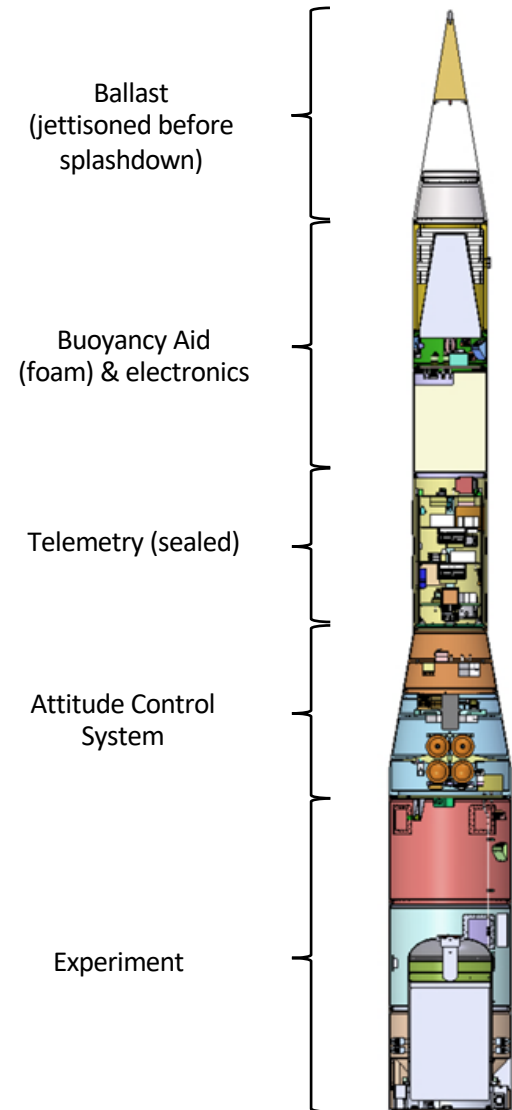 Ballast
(jettisoned before
splashdown)
Buoyancy Aid
(foam) & electronics
Telemetry (sealed)
Attitude Control
System
Experiment